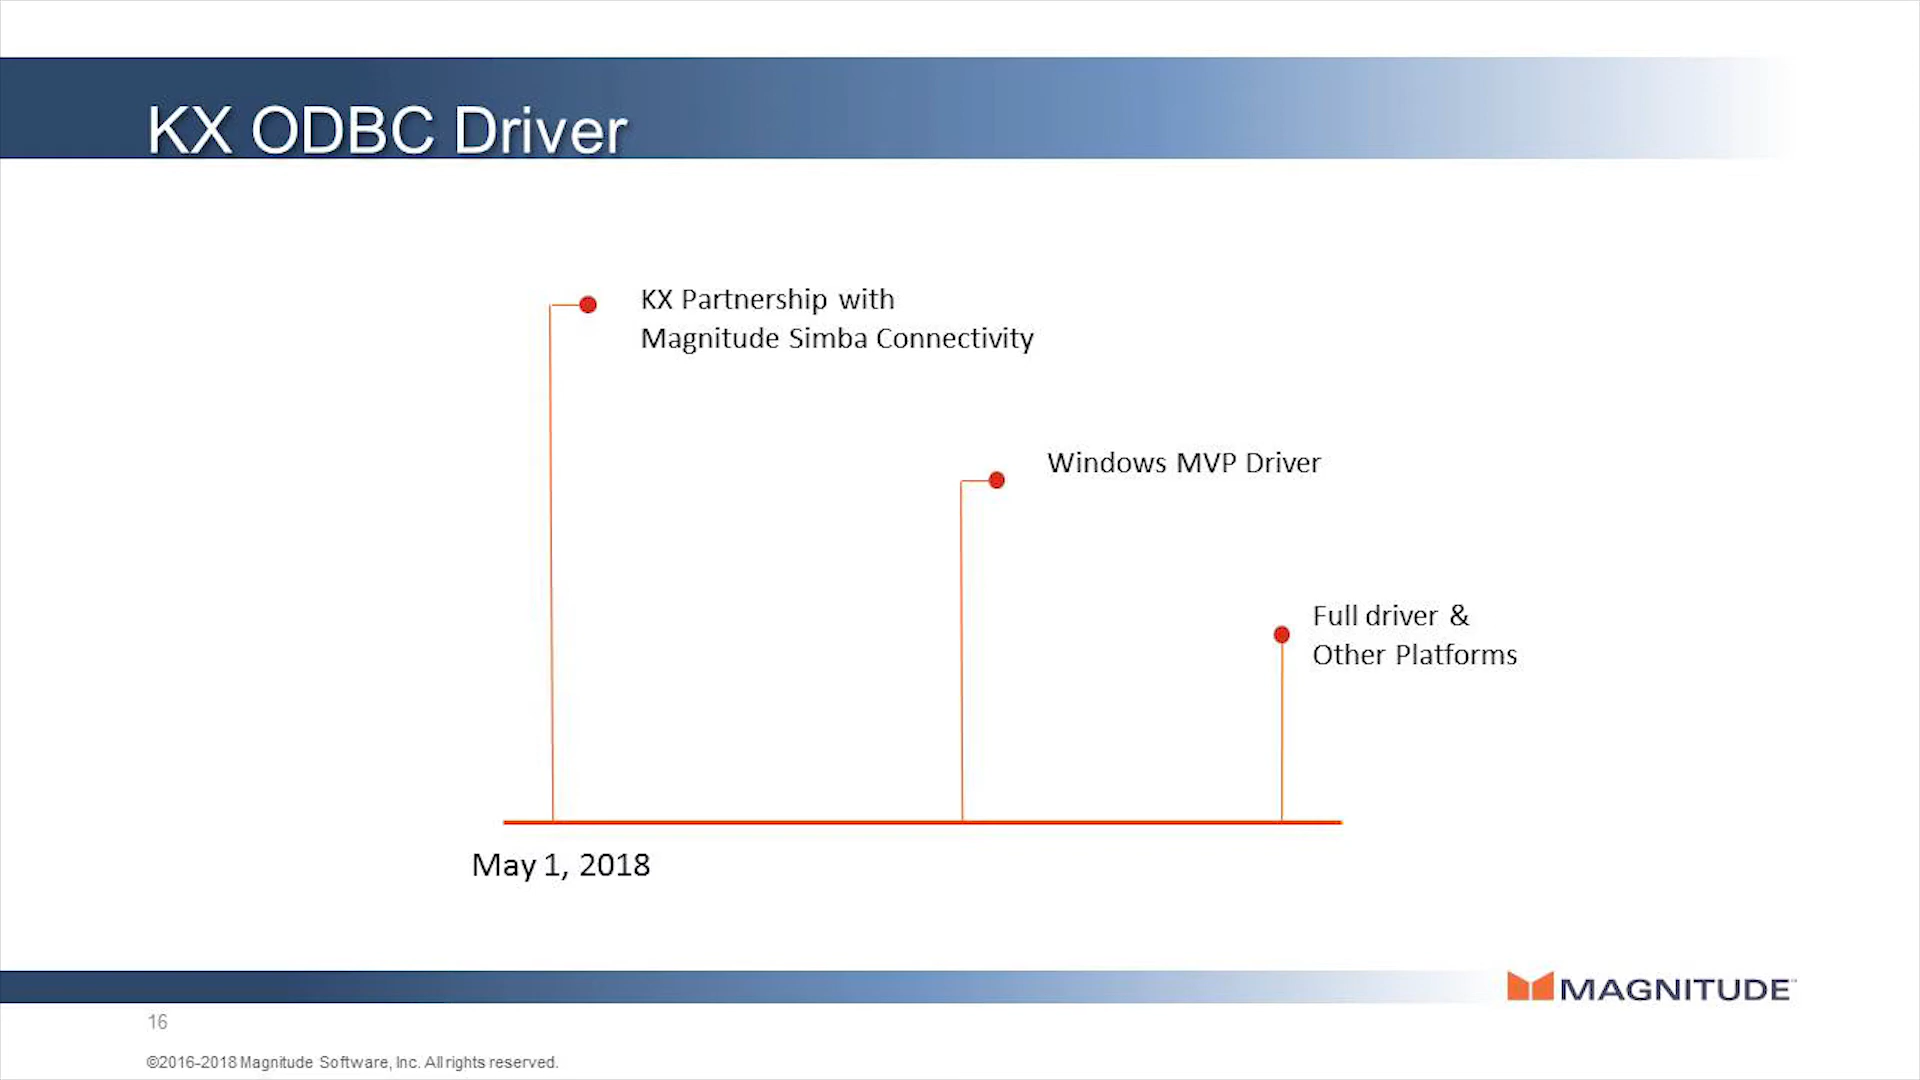 KX ODBC Driver
KX Partnership with
Magnitude Simba Connectivity
Windows MVP Driver
Full driver &
Other Platforms
May 1, 2018
MAGNITUDE™
16
©2016-2018 Magnitude Software, Inc. All rights reserved.